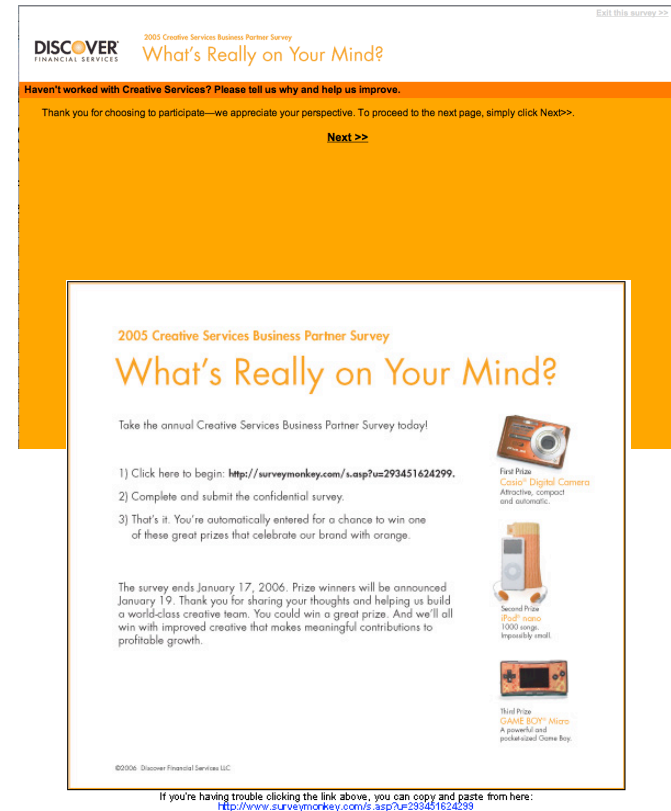 Exit this survey >>
2005 Creative Services Business Partner Survey
DISCOVER®
FINANCIAL SERVICES
What's Really on Your Mind?
Haven't worked with Creative Services? Please tell us why and help us improve.
Thank you for choosing to participate—we appreciate your perspective. To proceed to the next page, simply click Next>>.
Next >>
2005 Creative Services Business Partner Survey
What's Really on Your Mind?
Take the annual Creative Services Business Partner Survey today!
1) Click here to begin: http://surveymonkey.com/s.asp?u=293451624299.
2) Complete and submit the confidential survey.
3) That's it. You're automatically entered for a chance to win one
of these great prizes that celebrate our brand with orange.
The survey ends January 17, 2006. Prize winners will be announced
January 19. Thank you for sharing your thoughts and helping us build
a world-class creative team. You could win a great prize. And we'll all
win with improved creative that makes meaningful contributions to
profitable growth.
First Prize
Casio® Digital Camera
Attractive, compact
and automatic.
Second Prize
iPod® nano
1000 songs.
Impossibly small.
Third Prize
GAME BOY® Micro
A powerful and
pocket-sized Game Boy.
©2006 Discover Financial Services LLC
If you're having trouble clicking the link above, you can copy and paste from here:
http://www.surveymonkey.com/s.asp?u=293451624299